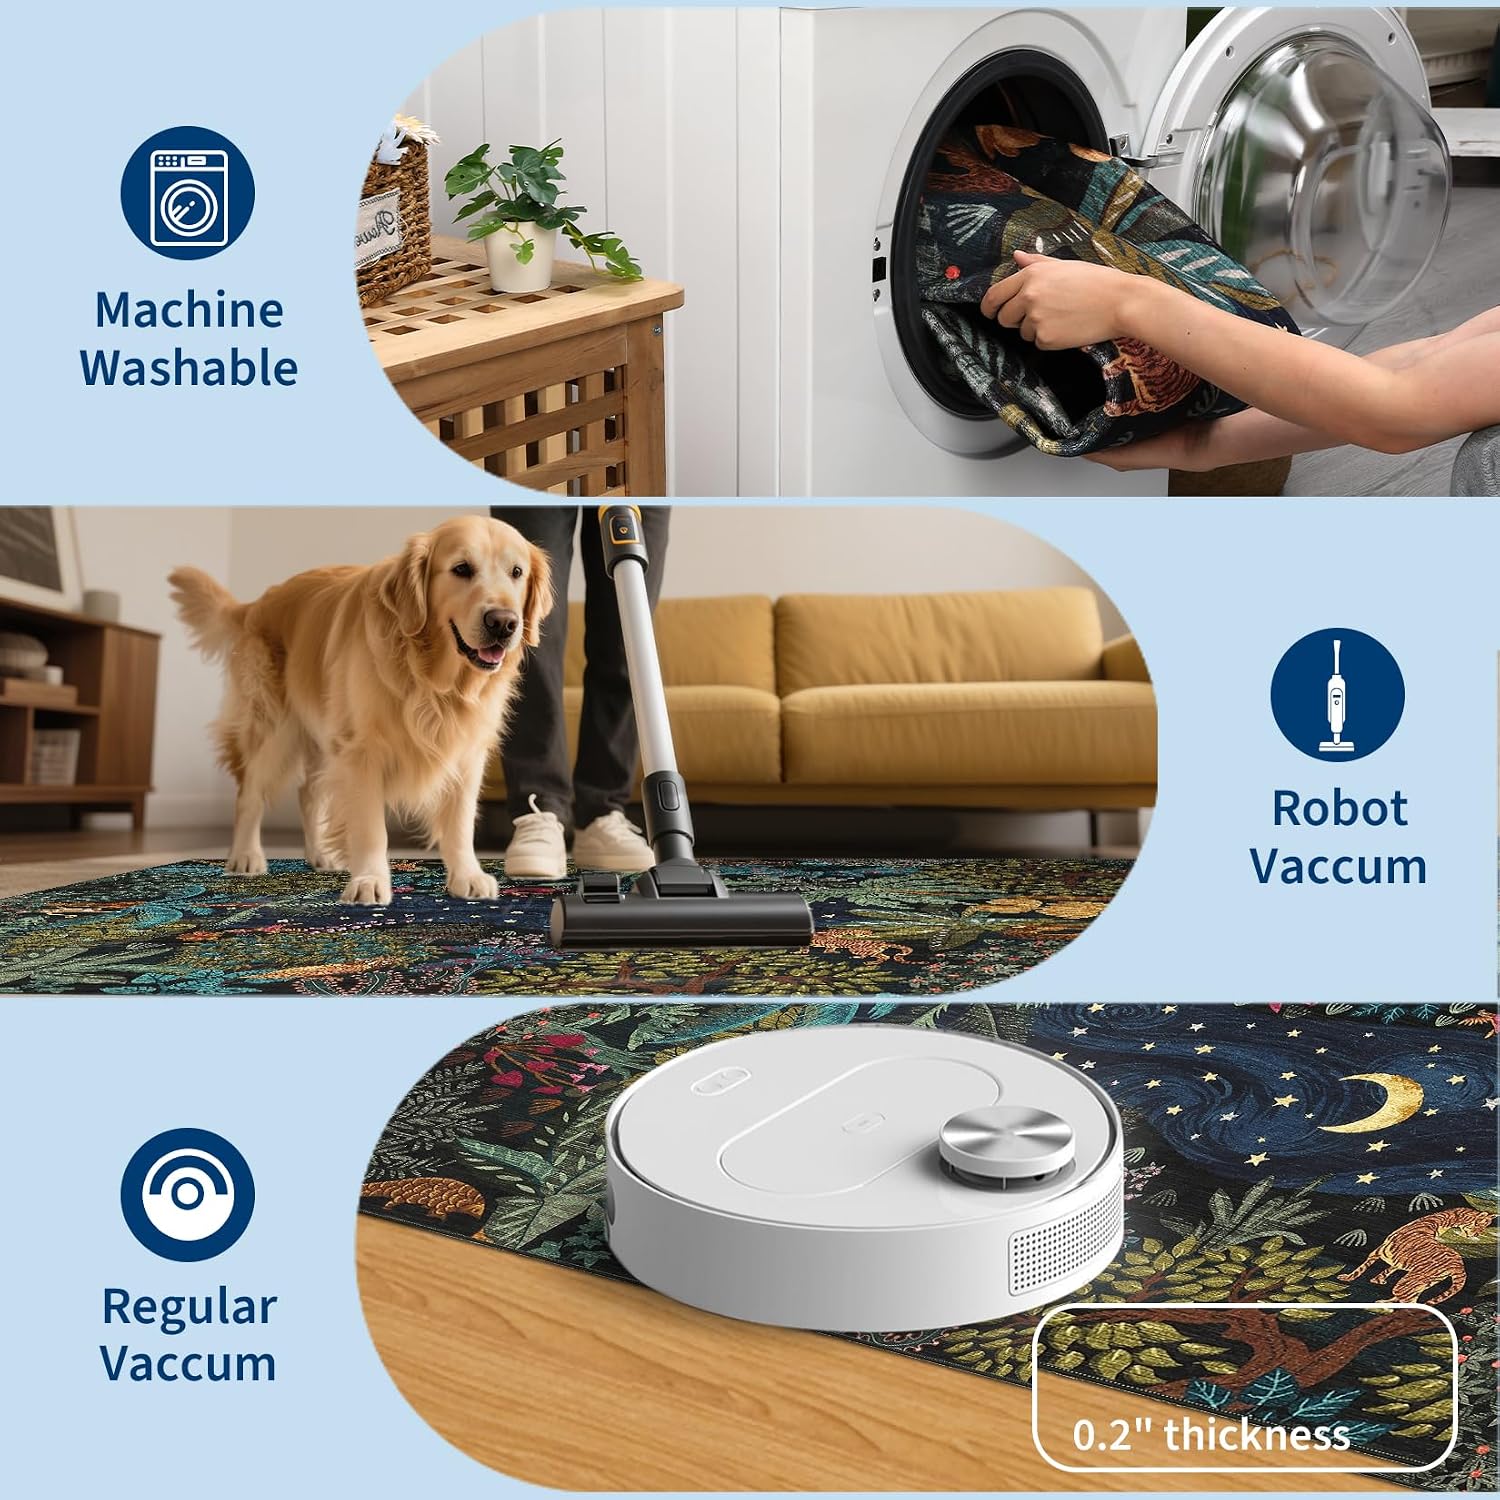 Machine
Washable
Robot
Vaccum
Regular
Vaccum
0.2" thickness